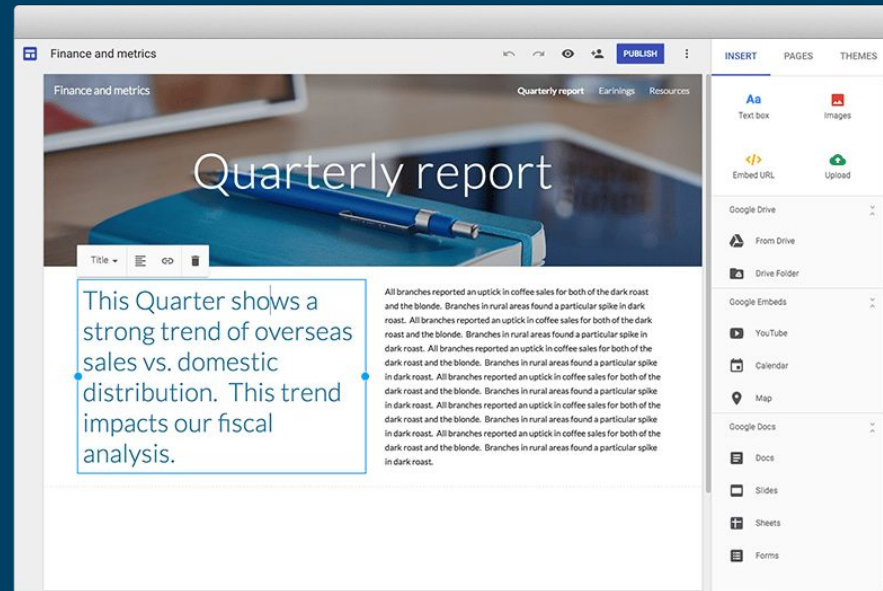 Finance and metrics
PUBLISH
INSERT
PAGES
THEMES
Finance and metrics
Quarterly report
Earinings
Resources
Quarterly report
Title
This Quarter shows a
strong trend of overseas
sales vs. domestic
distribution. This trend
impacts our fiscal
analysis.
All branches reported an uptick in coffee sales for both of the dark roast
and the blonde. Branches in rural areas found a particular spike in dark
roast. All branches reported an uptick in coffee sales for both of the dark
roast and the blonde. Branches in rural areas found a particular spike in
dark roast. All branches reported an uptick in coffee sales for both of the
dark roast and the blonde. Branches in rural areas found a particular spike
in dark roast. All branches reported an uptick in coffee sales for both of the
dark roast and the blonde. Branches in rural areas found a particular spike
in dark roast. All branches reported an uptick in coffee sales for both of the
dark roast and the blonde. Branches in rural areas found a particular spike
in dark roast. All branches reported an uptick in coffee sales for both of the
dark roast and the blonde. Branches in rural areas found a particular spike
in dark roast.
Aa
Text box
Images
Embed URL
Upload
Google Drive
From Drive
Drive Folder
Google Embeds
YouTube
Calendar
Map
Google Docs
Docs
Slides
Sheets
Forms